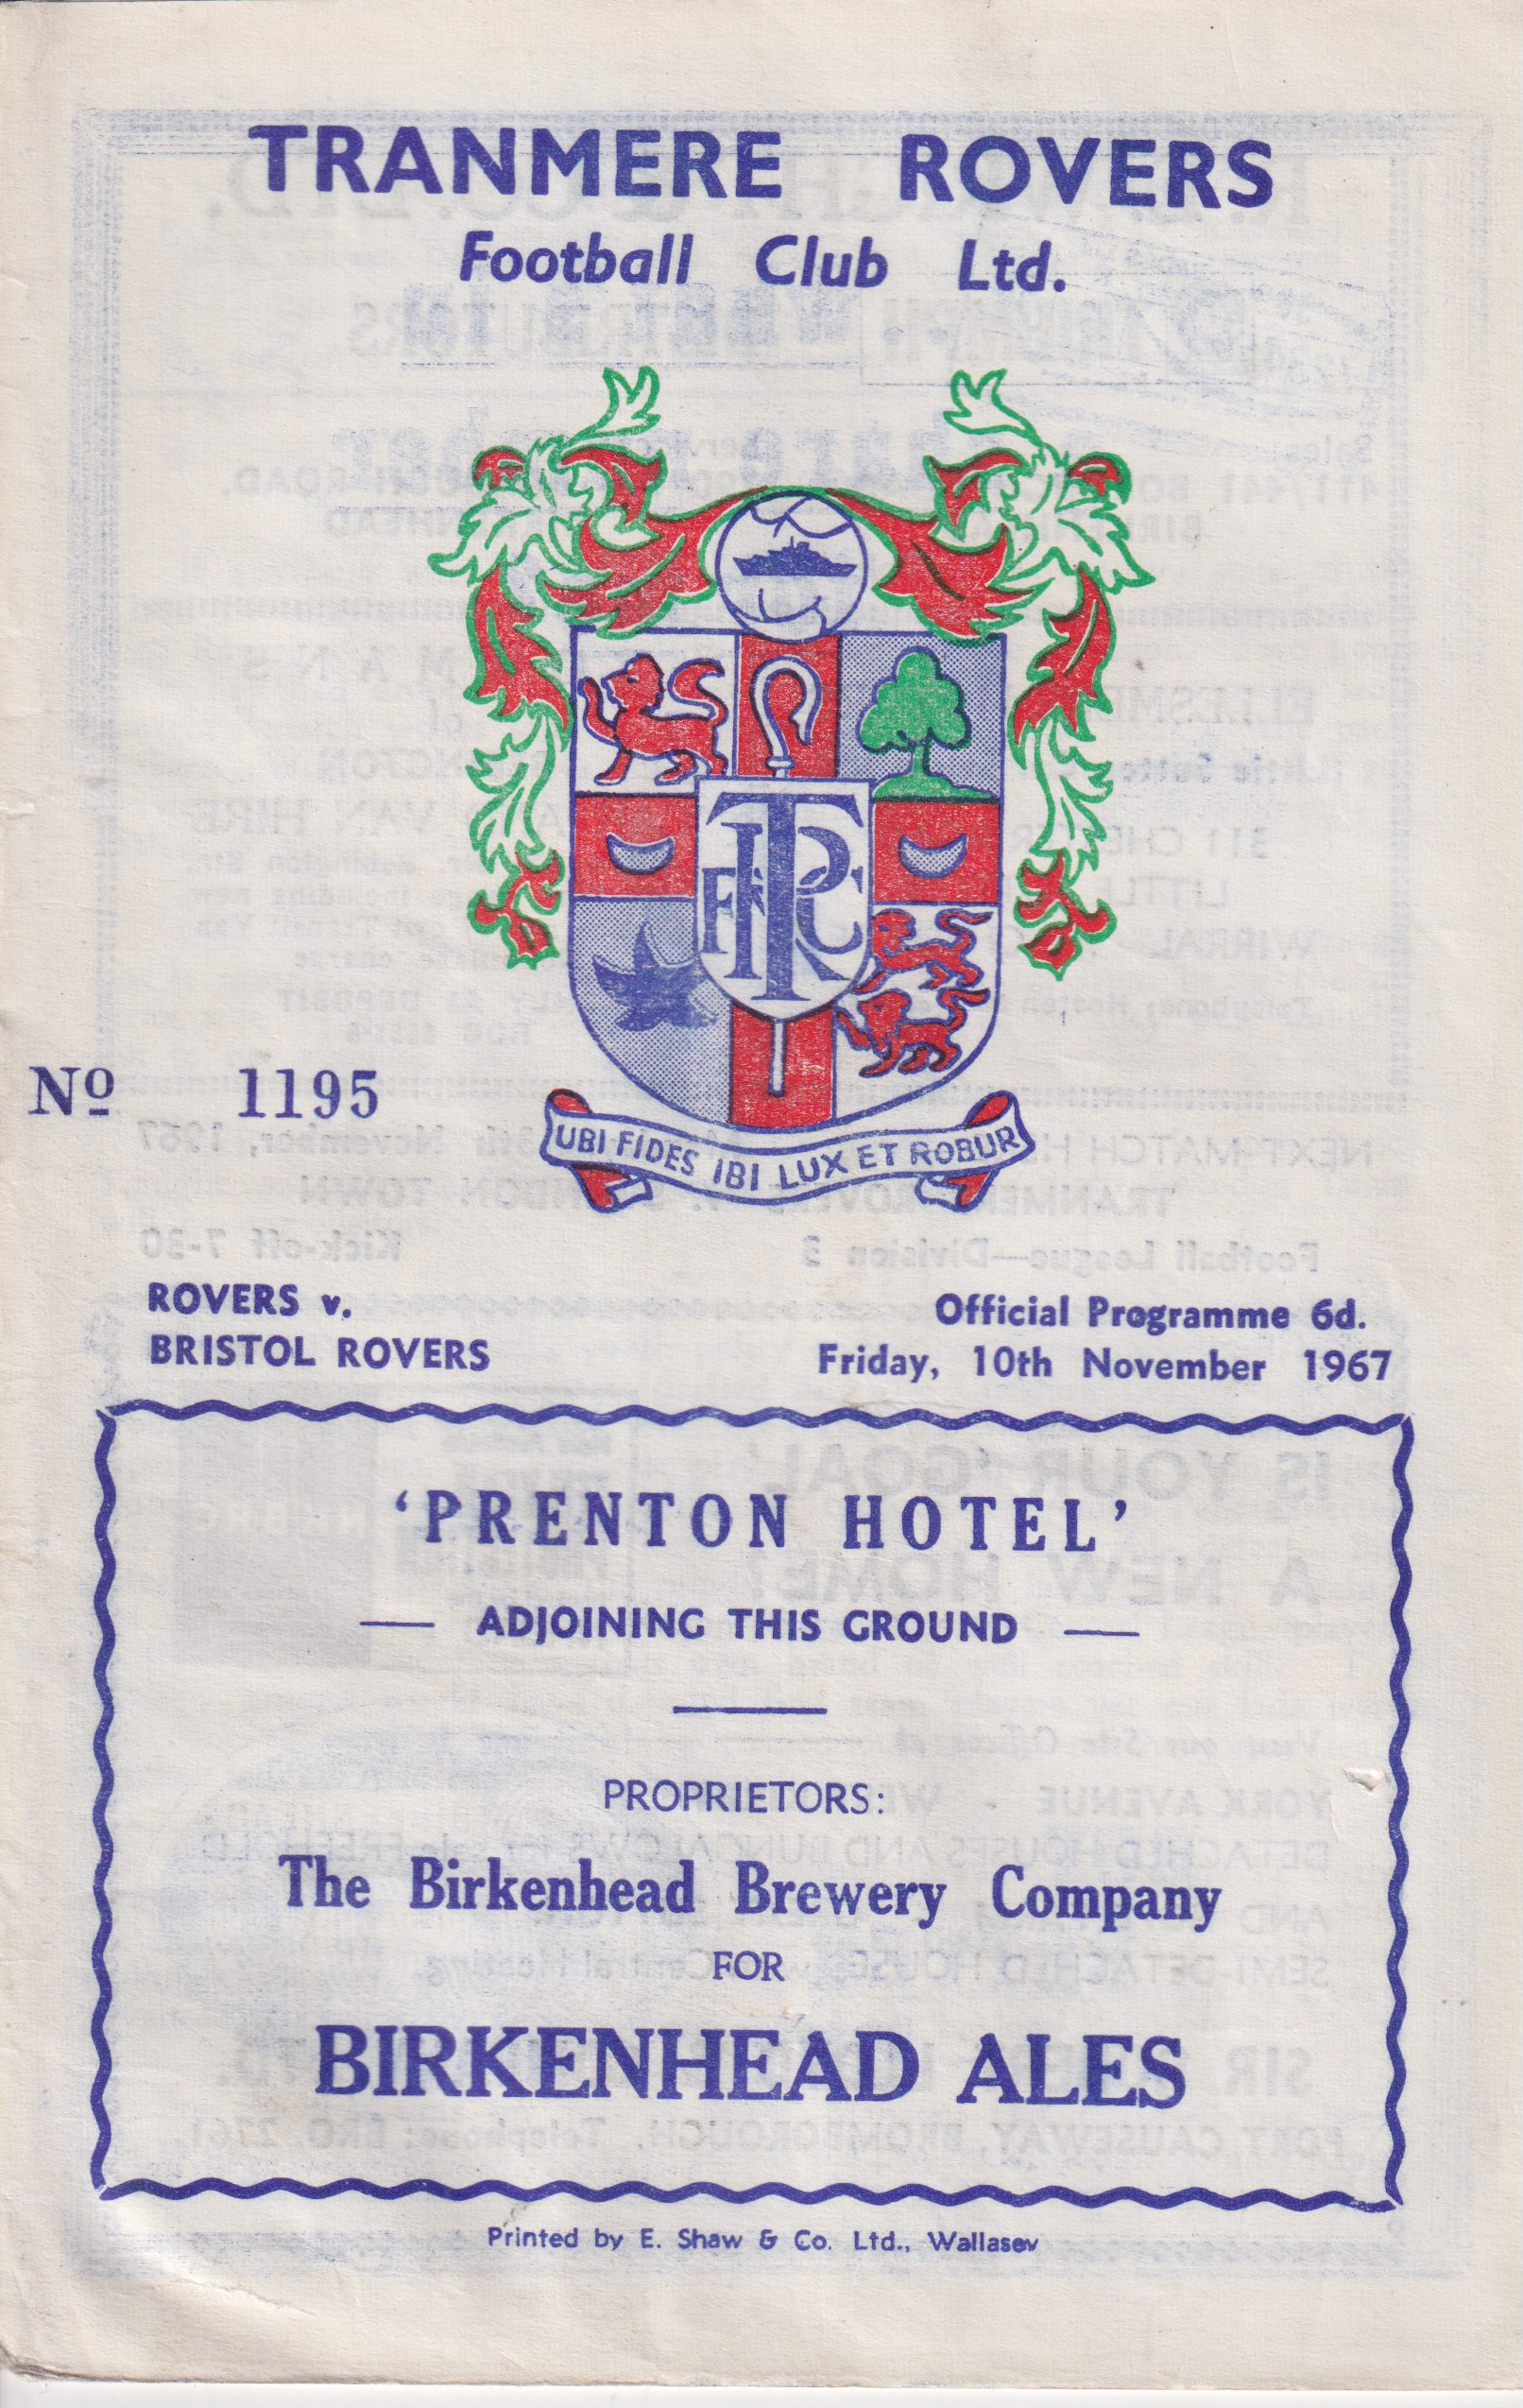 TRANMERE ROVERS
Football Club Ltd.
TRFC
Nº 1195
UBI FIDES IBI LUX ET ROBUR
ROVERS v.
BRISTOL ROVERS
Official Programme 6d.
Friday, 10th November 1967
‘PRENTON HOTEL’
— ADJOINING THIS GROUND —
PROPRIETORS:
The Birkenhead Brewery Company
FOR
BIRKENHEAD ALES
Printed by E. Shaw & Co. Ltd., Wallasey